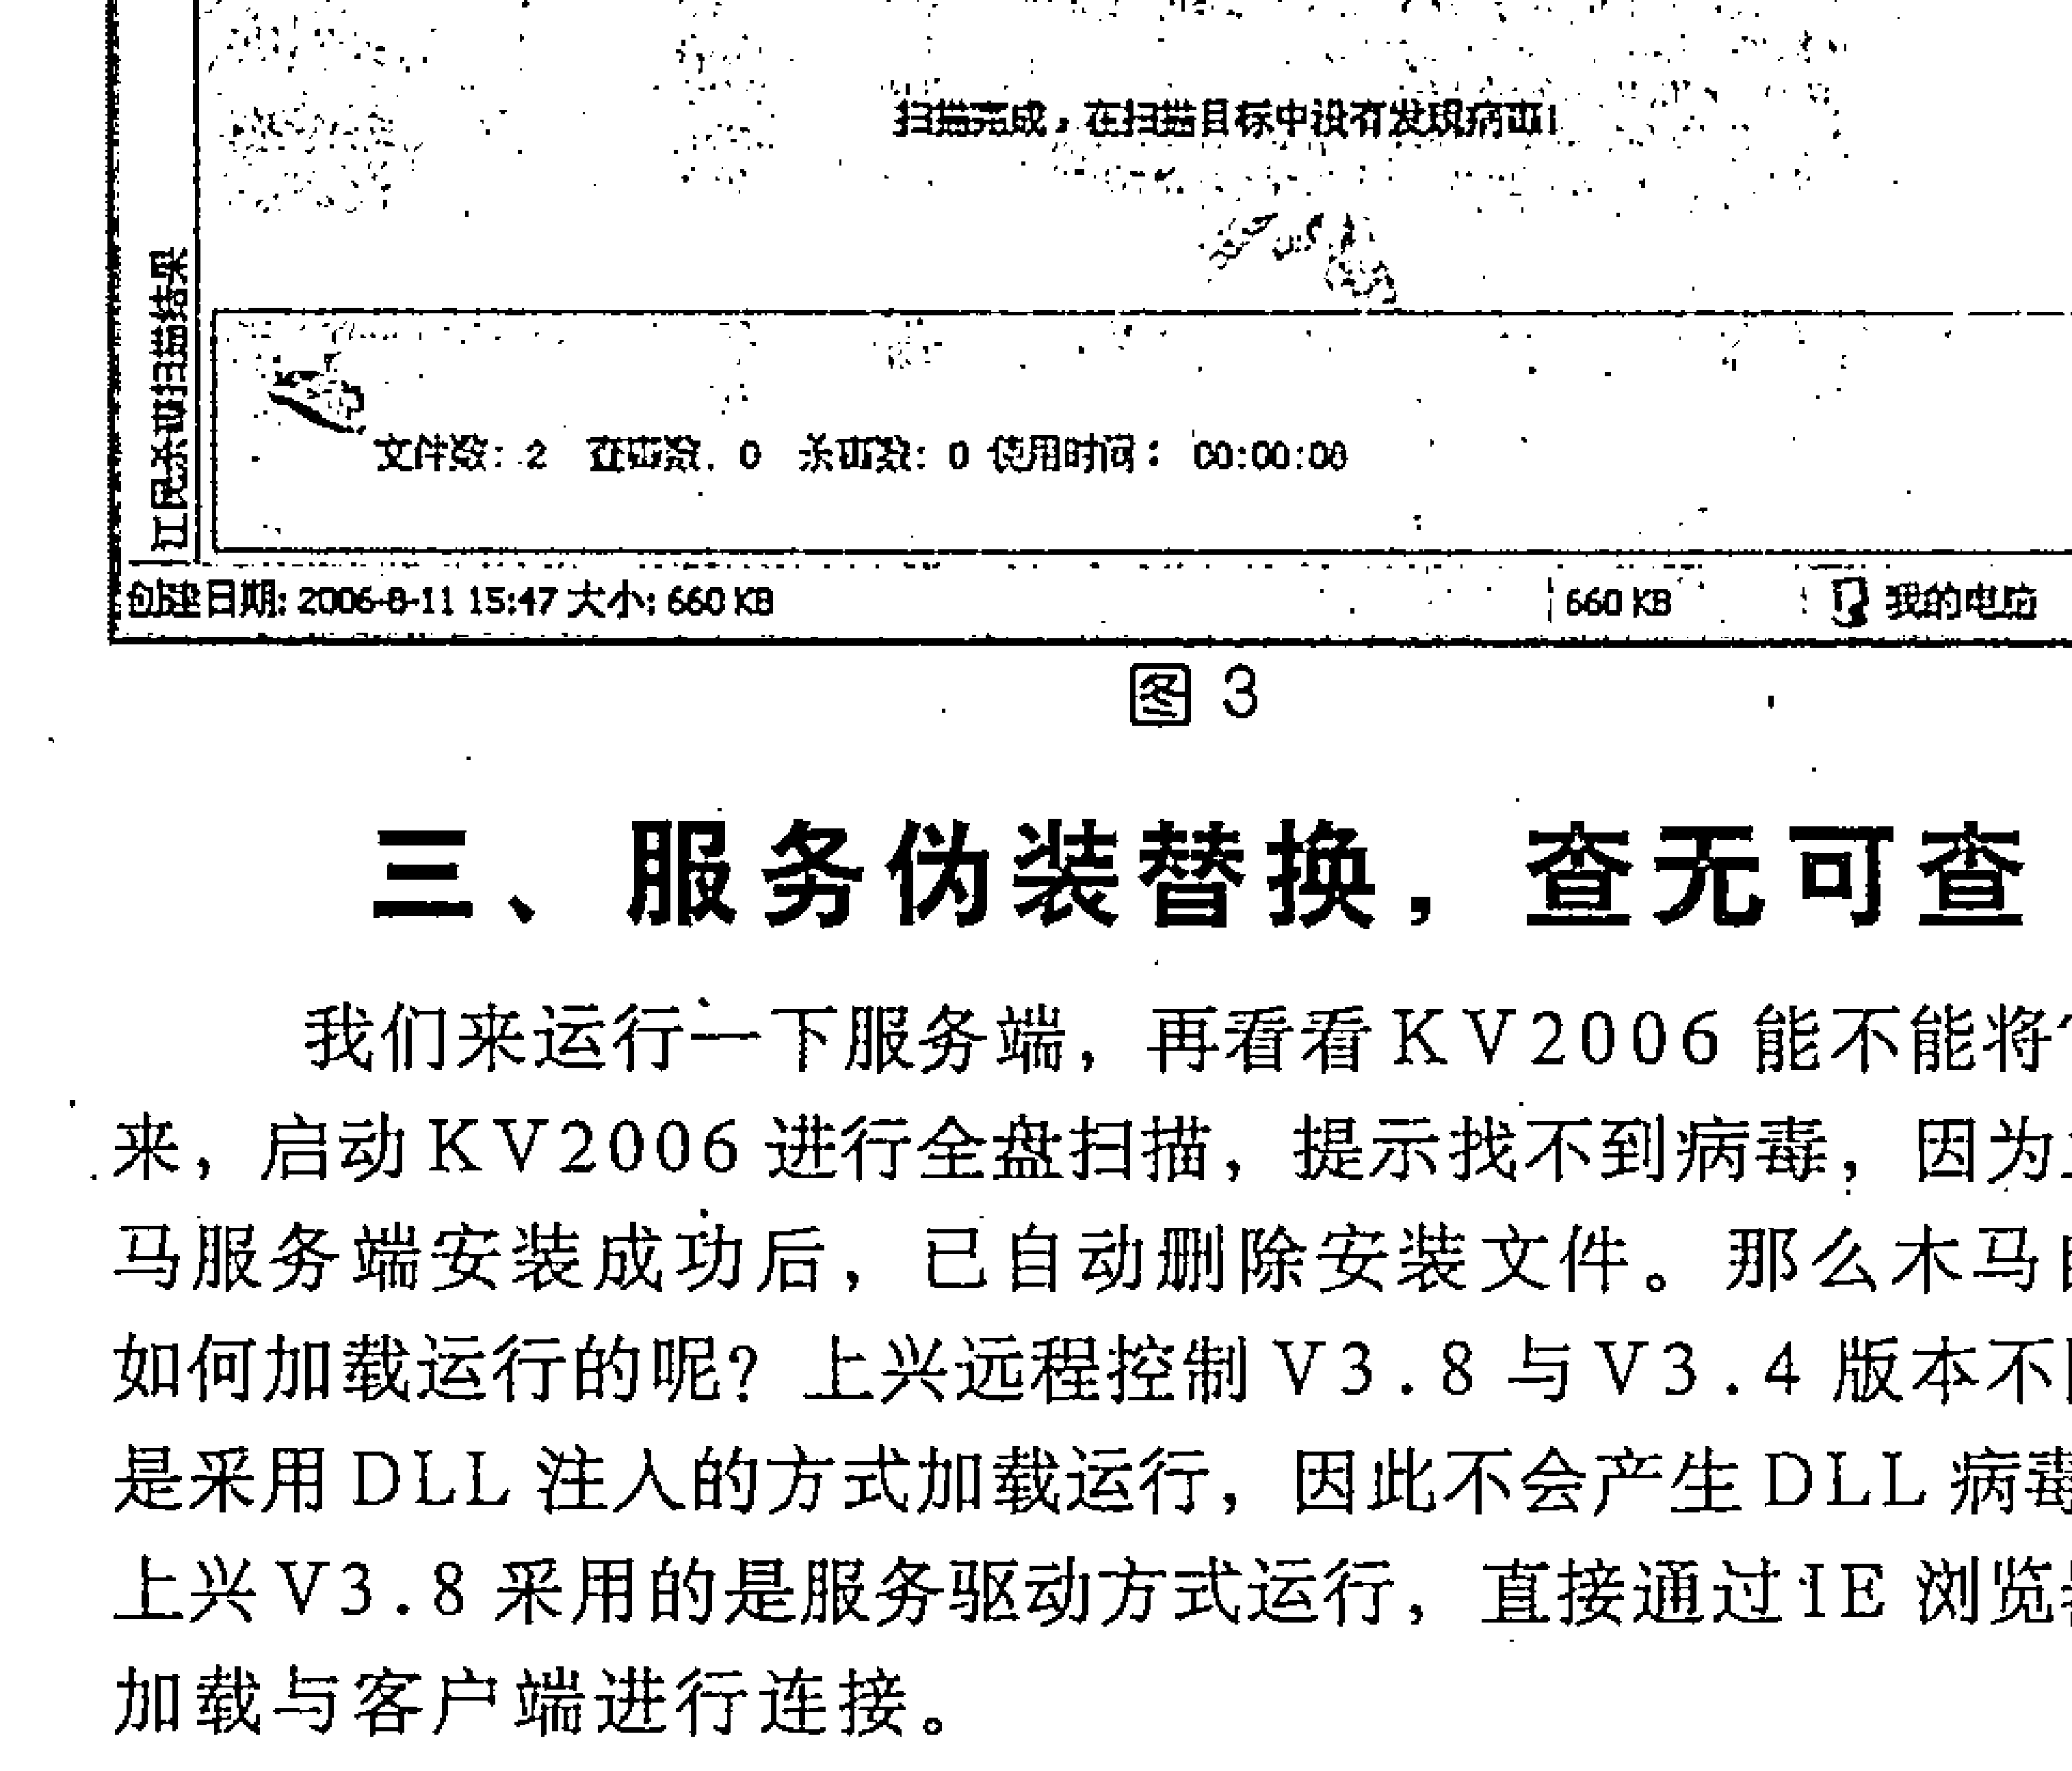 扫描完成，在扫描目标中没有发现病毒!
江民杀毒扫描结果
文件数: 2 查毒数: 0 杀毒数: 0 使用时间: 00:00:00
创建日期: 2006-8-11 15:47 大小: 660 KB 660 KB 我的电脑
图 3
三、服务伪装替换，查无可查
我们来运行一下服务端，再看看KV2006能不能将
来，启动KV2006进行全盘扫描，提示找不到病毒，因为
马服务端安装成功后，已自动删除安装文件。那么木马
如何加载运行的呢？上兴远程控制V3.8与V3.4版本不
是采用DLL注入的方式加载运行，因此不会产生DLL病毒
上兴V3.8采用的是服务驱动方式运行，直接通过IE浏览
加载与客户端进行连接。